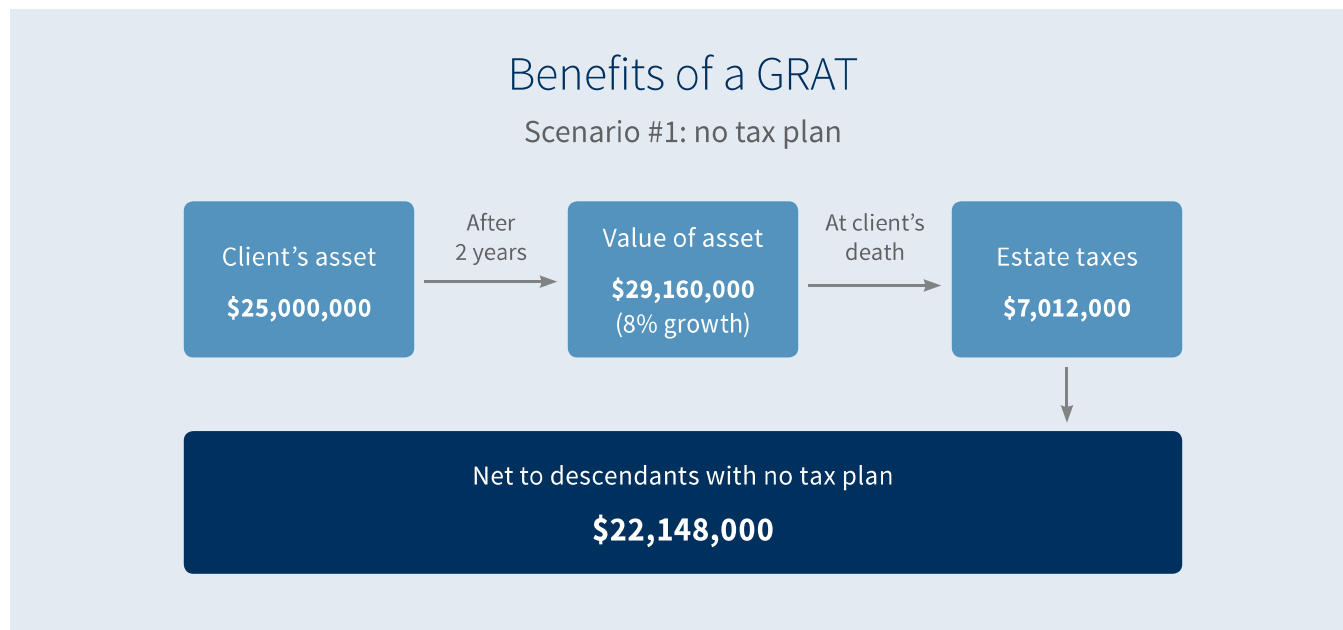 Benefits of a GRAT
Scenario #1: no tax plan
Client’s asset
$25,000,000
After
2 years
Value of asset
$29,160,000
(8% growth)
At client’s
death
Estate taxes
$7,012,000
Net to descendants with no tax plan
$22,148,000